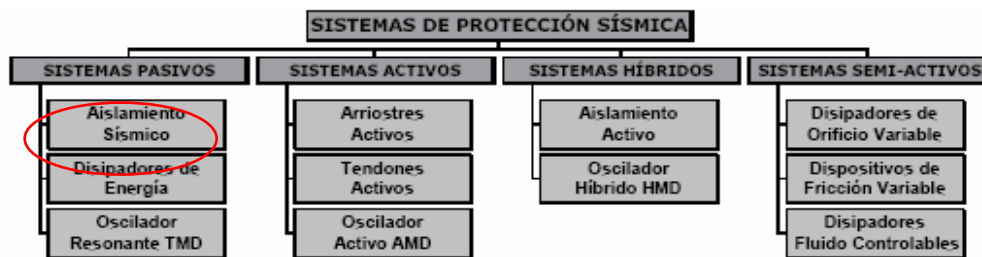 SISTEMAS DE PROTECCIÓN SÍSMICA
SISTEMAS PASIVOS
Aislamiento
Sísmico
Disipadores de
Energía
Oscilador
Resonante TMD
SISTEMAS ACTIVOS
Arriostres
Activos
Tendones
Activos
Oscilador
Activo AMD
SISTEMAS HÍBRIDOS
Aislamiento
Activo
Oscilador
Híbrido HMD
SISTEMAS SEMI-ACTIVOS
Disipadores de
Orificio Variable
Dispositivos de
Fricción Variable
Disipadores
Fluido Controlables